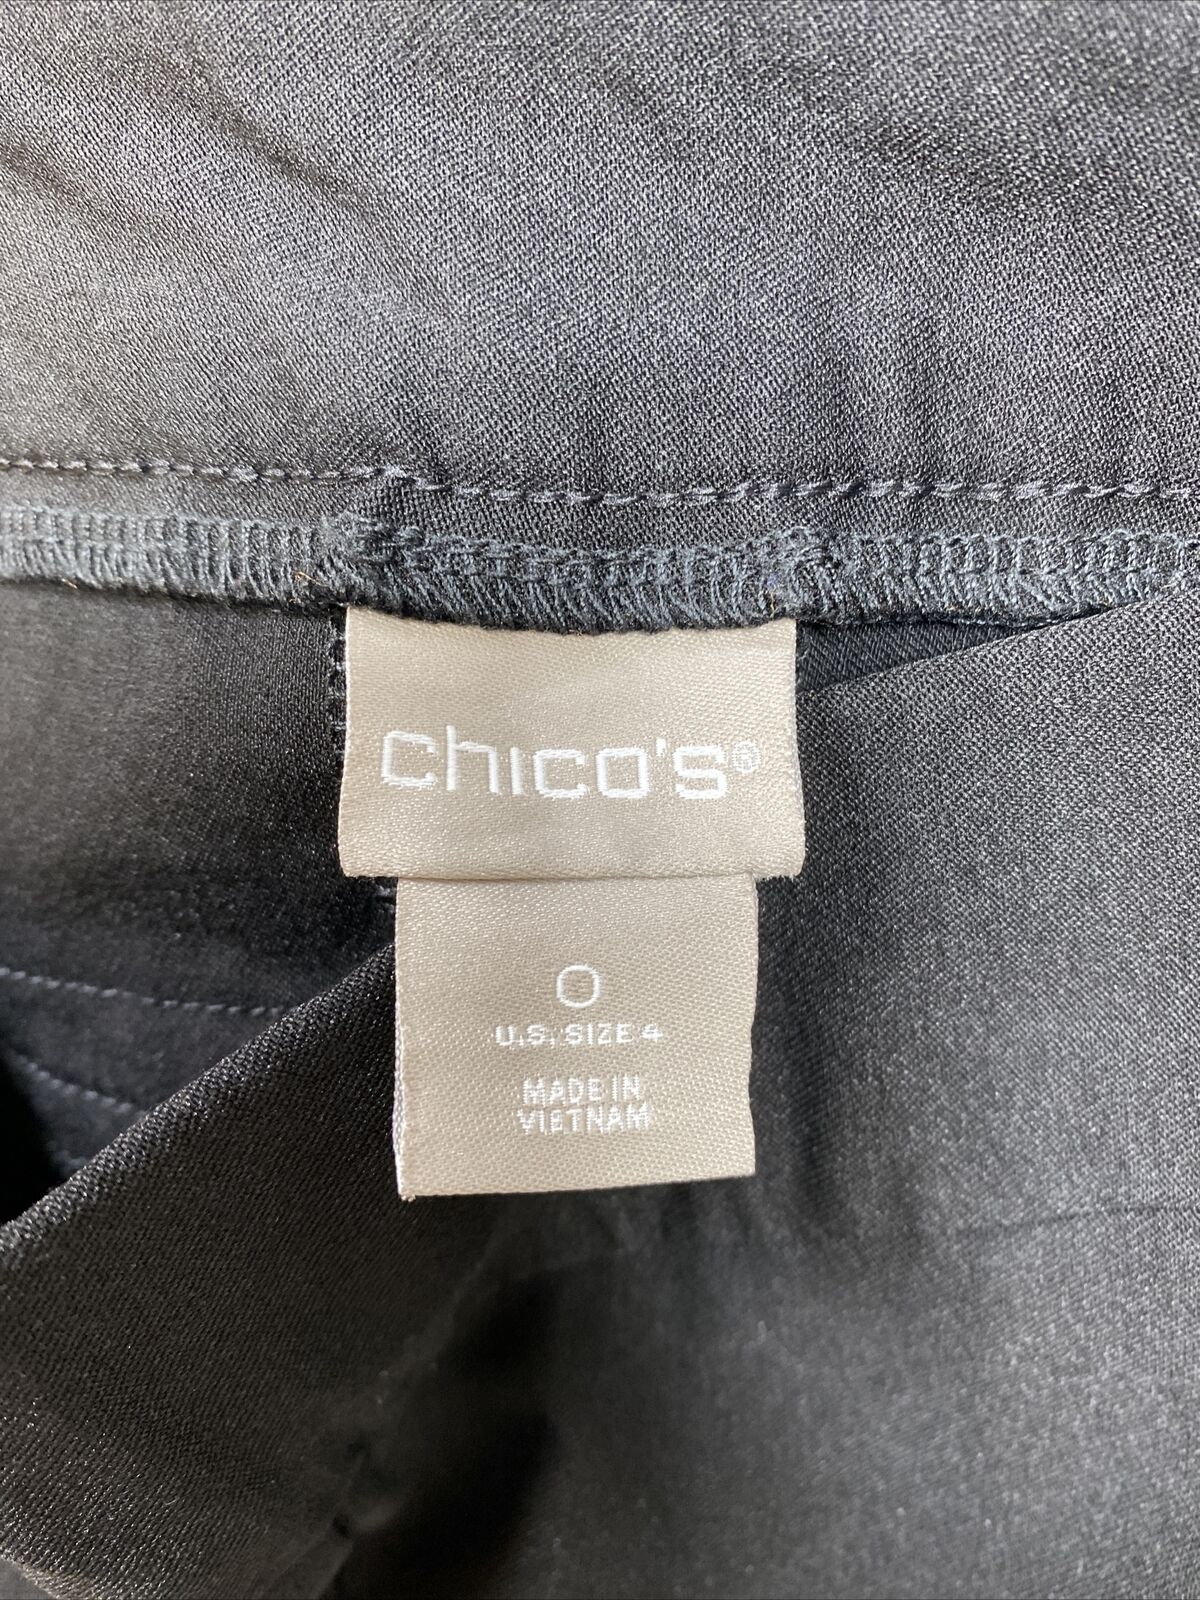 chico's®
0
U.S. SIZE 4
MADE IN
VIETNAM